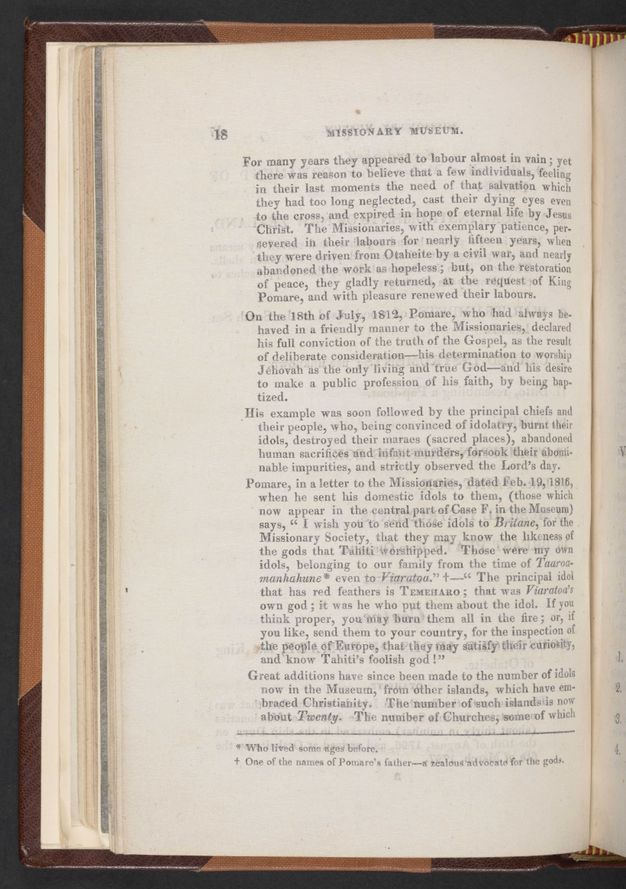 18 MISSIONARY MUSEUM.
For many years they appeared to labour almost in vain; yet
there was reason to believe that a few individuals, feeling
in their last moments the need of that salvation which
they had too long neglected, cast their dying eyes even
to the cross, and expired in hope of eternal life by Jesus
Christ. The Missionaries, with exemplary patience, per-
severed in their labours for nearly fifteen years, when
they were driven from Otaheite by a civil war, and nearly
abandoned the work as hopeless; but, on the restoration
of peace, they gladly returned, at the request of King
Pomare, and with pleasure renewed their labours.
On the 18th of July, 1812, Pomare, who had always be-
haved in a friendly manner to the Missionaries, declared
his full conviction of the truth of the Gospel, as the result
of deliberate consideration—his determination to worship
Jehovah as the only living and true God—and his desire
to make a public profession of his faith, by being bap-
tized.
His example was soon followed by the principal chiefs and
their people, who, being convinced of idolatry, burnt their
idols, destroyed their maraes (sacred places), abandoned
human sacrifices and infant murders, forsook their abomi-
nable impurities, and strictly observed the Lord's day.
Pomare, in a letter to the Missionaries, dated Feb. 19, 1816,
when he sent his domestic idols to them, (those which
now appear in the central part of Case F, in the Museum)
says, “ I wish you to send those idols to Britane, for the
Missionary Society, that they may know the likeness of
the gods that Tahiti worshipped. Those were my own
idols, belonging to our family from the time of Taaroa-
manhahune* even to Viaratoa.” †—“ The principal idol
that has red feathers is TEMEHARO; that was Viaratoa's
own god; it was he who put them about the idol. If you
think proper, you may burn them all in the fire; or, if
you like, send them to your country, for the inspection of
the people of Europe, that they may satisfy their curiosity,
and know Tahiti's foolish god!”
Great additions have since been made to the number of idols
now in the Museum, from other islands, which have em-
braced Christianity. The number of such islands is now
about Twenty. The number of Churches, some of which
* Who lived some ages before.
† One of the names of Pomare's father—a zealous advocate for the gods.
1.
2.
3.
4.